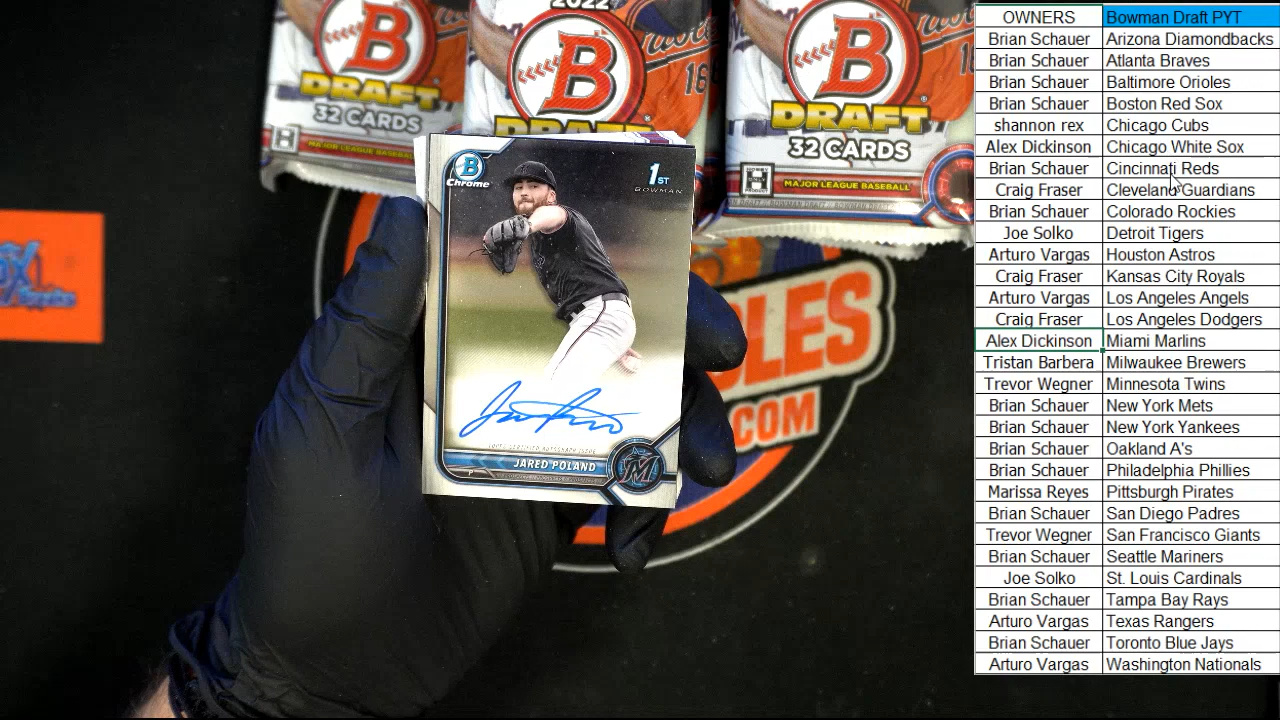 2022
B
DRAFT
32 CARDS
MAJOR LEAGUE BASEBALL
B
B
DRAFT
32 CARDS
MAJOR LEAGUE BASEBALL
16
B
Chrome
1ST
BOWMAN
TOPPS CERTIFIED AUTOGRAPH ISSUE
JARED POLAND
P
M
.COM
OWNERS Bowman Draft PYT
Brian Schauer Arizona Diamondbacks
Brian Schauer Atlanta Braves
Brian Schauer Baltimore Orioles
Brian Schauer Boston Red Sox
shannon rex Chicago Cubs
Alex Dickinson Chicago White Sox
Brian Schauer Cincinnati Reds
Craig Fraser Cleveland Guardians
Brian Schauer Colorado Rockies
Joe Solko Detroit Tigers
Arturo Vargas Houston Astros
Craig Fraser Kansas City Royals
Arturo Vargas Los Angeles Angels
Craig Fraser Los Angeles Dodgers
Alex Dickinson Miami Marlins
Tristan Barbera Milwaukee Brewers
Trevor Wegner Minnesota Twins
Brian Schauer New York Mets
Brian Schauer New York Yankees
Brian Schauer Oakland A's
Brian Schauer Philadelphia Phillies
Marissa Reyes Pittsburgh Pirates
Brian Schauer San Diego Padres
Trevor Wegner San Francisco Giants
Brian Schauer Seattle Mariners
Joe Solko St. Louis Cardinals
Brian Schauer Tampa Bay Rays
Arturo Vargas Texas Rangers
Brian Schauer Toronto Blue Jays
Arturo Vargas Washington Nationals